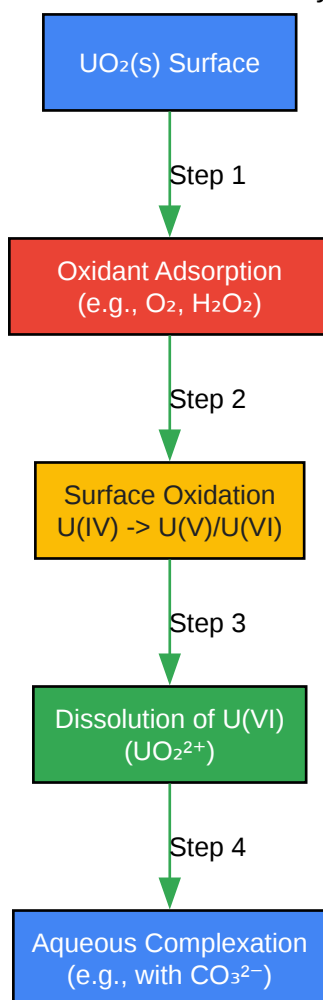 UO₂(s) Surface
Step 1
Oxidant Adsorption
(e.g., O₂, H₂O₂)
Step 2
Surface Oxidation
U(IV) -> U(V)/U(VI)
Step 3
Dissolution of U(VI)
(UO₂²⁺)
Step 4
Aqueous Complexation
(e.g., with CO₃²⁻)